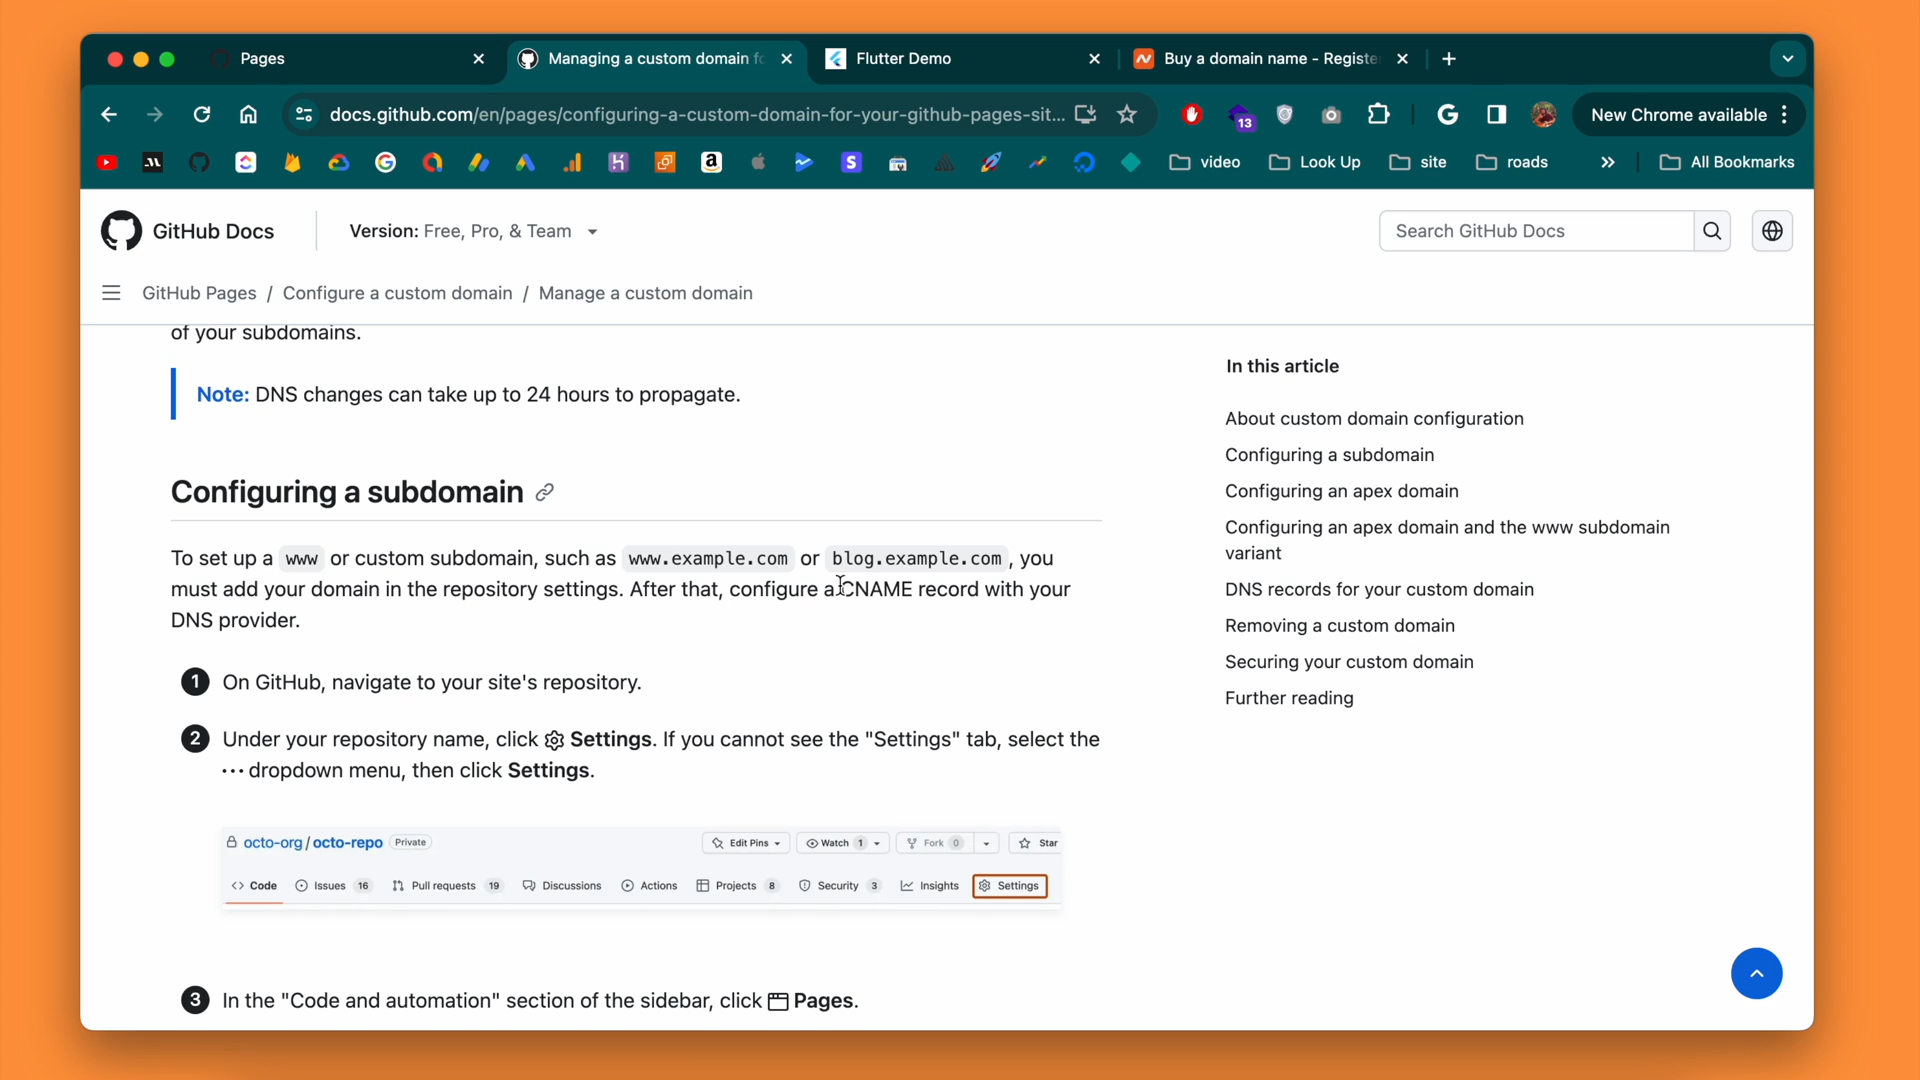 Pages
Managing a custom domain fo
Flutter Demo
Buy a domain name - Registe
docs.github.com/en/pages/configuring-a-custom-domain-for-your-github-pages-sit...
13
New Chrome available
video
Look Up
site
roads
All Bookmarks
GitHub Docs
Version: Free, Pro, & Team
Search GitHub Docs
GitHub Pages / Configure a custom domain / Manage a custom domain
of your subdomains.
Note: DNS changes can take up to 24 hours to propagate.
Configuring a subdomain
To set up a www or custom subdomain, such as www.example.com or blog.example.com, you
must add your domain in the repository settings. After that, configure a CNAME record with your
DNS provider.
1 On GitHub, navigate to your site's repository.
2 Under your repository name, click Settings. If you cannot see the "Settings" tab, select the
··· dropdown menu, then click Settings.
octo-org / octo-repo Private
Edit Pins
Watch 1
Fork 0
Star
Code
Issues 16
Pull requests 19
Discussions
Actions
Projects 8
Security 3
Insights
Settings
3 In the "Code and automation" section of the sidebar, click Pages.
In this article
About custom domain configuration
Configuring a subdomain
Configuring an apex domain
Configuring an apex domain and the www subdomain
variant
DNS records for your custom domain
Removing a custom domain
Securing your custom domain
Further reading